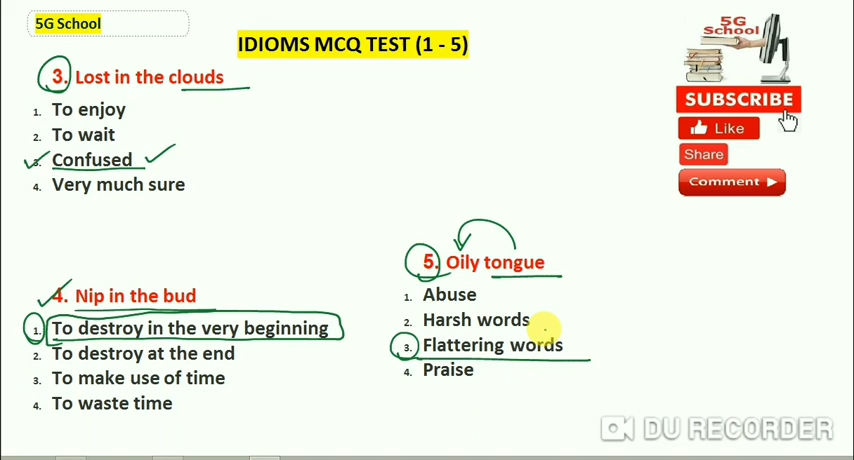 5G School
IDIOMS MCQ TEST (1 - 5)
5G
School
SUBSCRIBE
Like
Share
Comment
3. Lost in the clouds
1. To enjoy
2. To wait
3. Confused
4. Very much sure
4. Nip in the bud
1. To destroy in the very beginning
2. To destroy at the end
3. To make use of time
4. To waste time
5. Oily tongue
1. Abuse
2. Harsh words
3. Flattering words
4. Praise
DU RECORDER